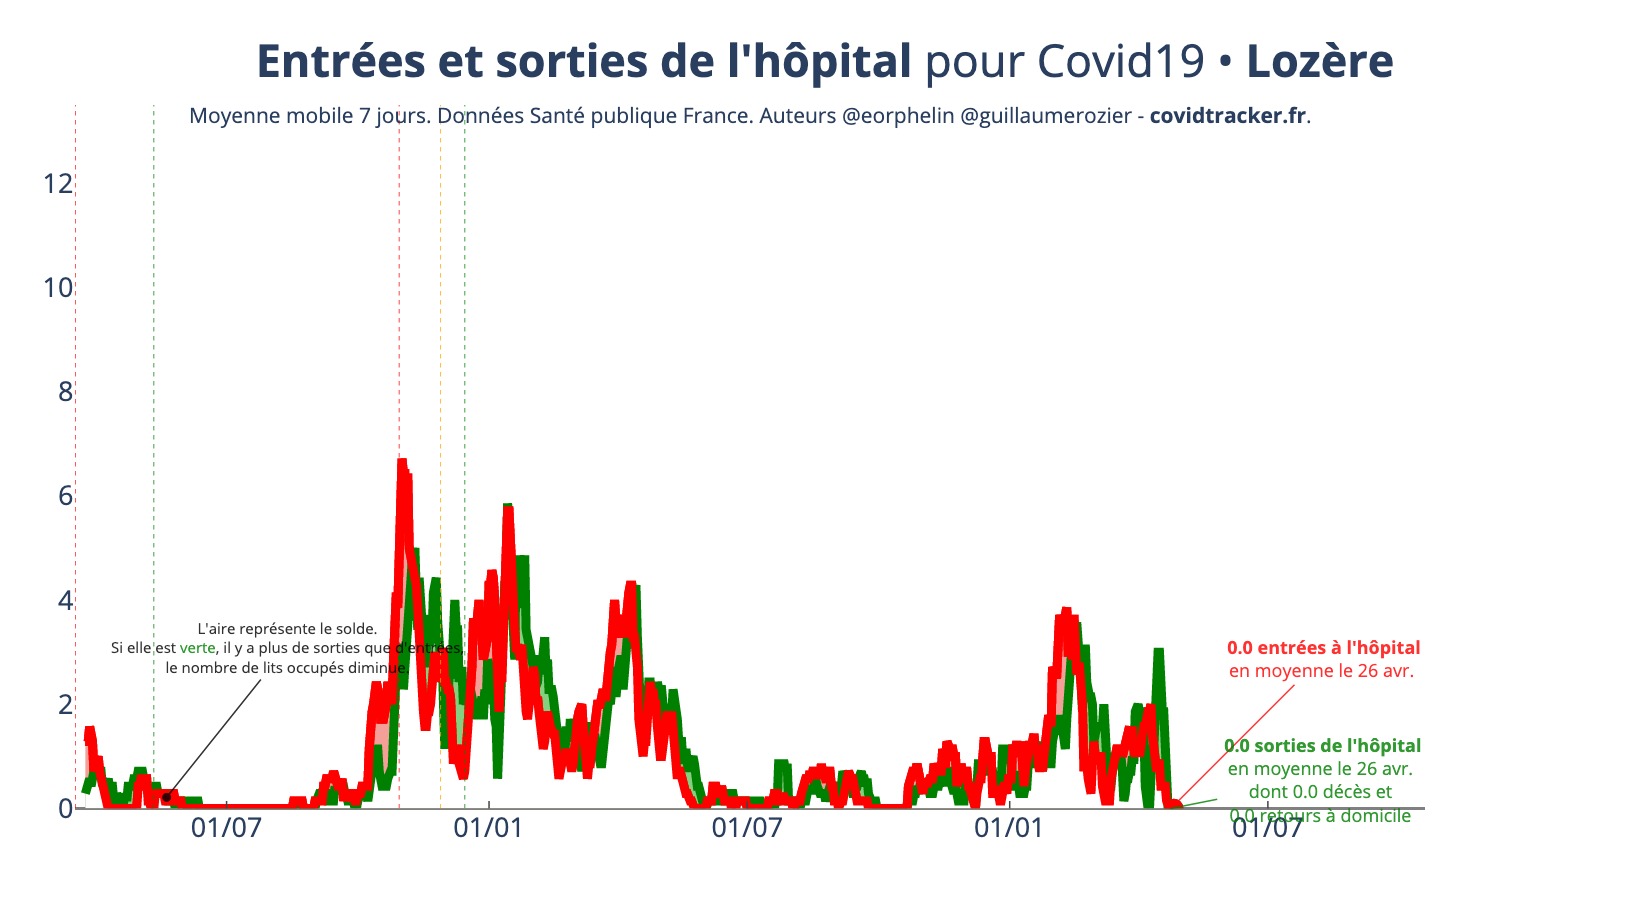 Entrées et sorties de l'hôpital pour Covid19 • Lozère
Moyenne mobile 7 jours. Données Santé publique France. Auteurs @eorphelin @guillaumerozier - covidtracker.fr.
12
10
8
6
4
2
0
L'aire représente le solde.
Si elle est verte, il y a plus de sorties que d'entrées,
le nombre de lits occupés diminue.
0.0 entrées à l'hôpital
en moyenne le 26 avr.
0.0 sorties de l'hôpital
en moyenne le 26 avr.
dont 0.0 décès et
0.0 retours à domicile
01/07
01/01
01/07
01/01
01/07